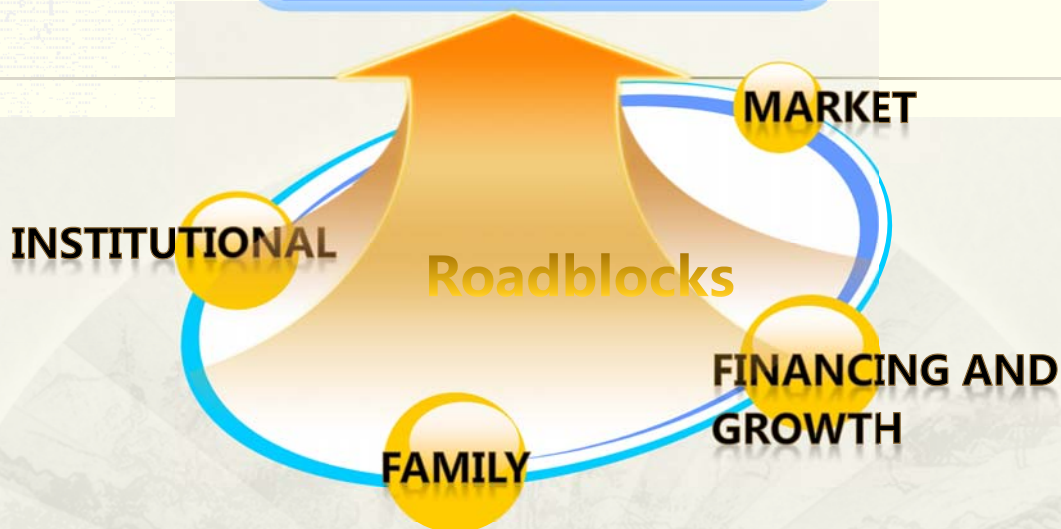 MARKET
INSTITUTIONAL
Roadblocks
FINANCING AND
GROWTH
FAMILY